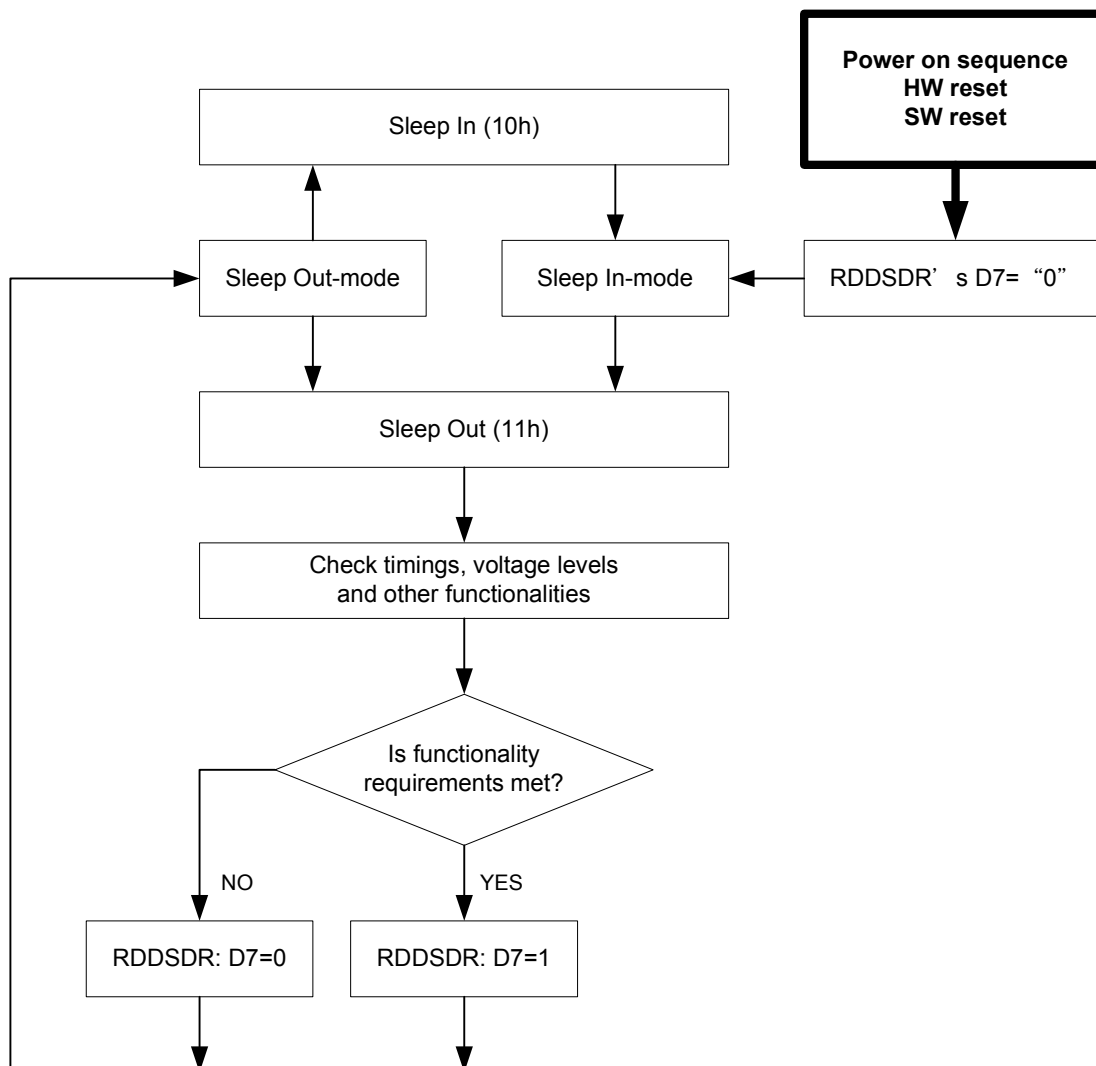 Power on sequence
HW reset
SW reset
Sleep In (10h)
Sleep Out-mode
Sleep In-mode
RDDSDR’ s D7= “0”
Sleep Out (11h)
Check timings, voltage levels
and other functionalities
Is functionality
requirements met?
NO
YES
RDDSDR: D7=0
RDDSDR: D7=1